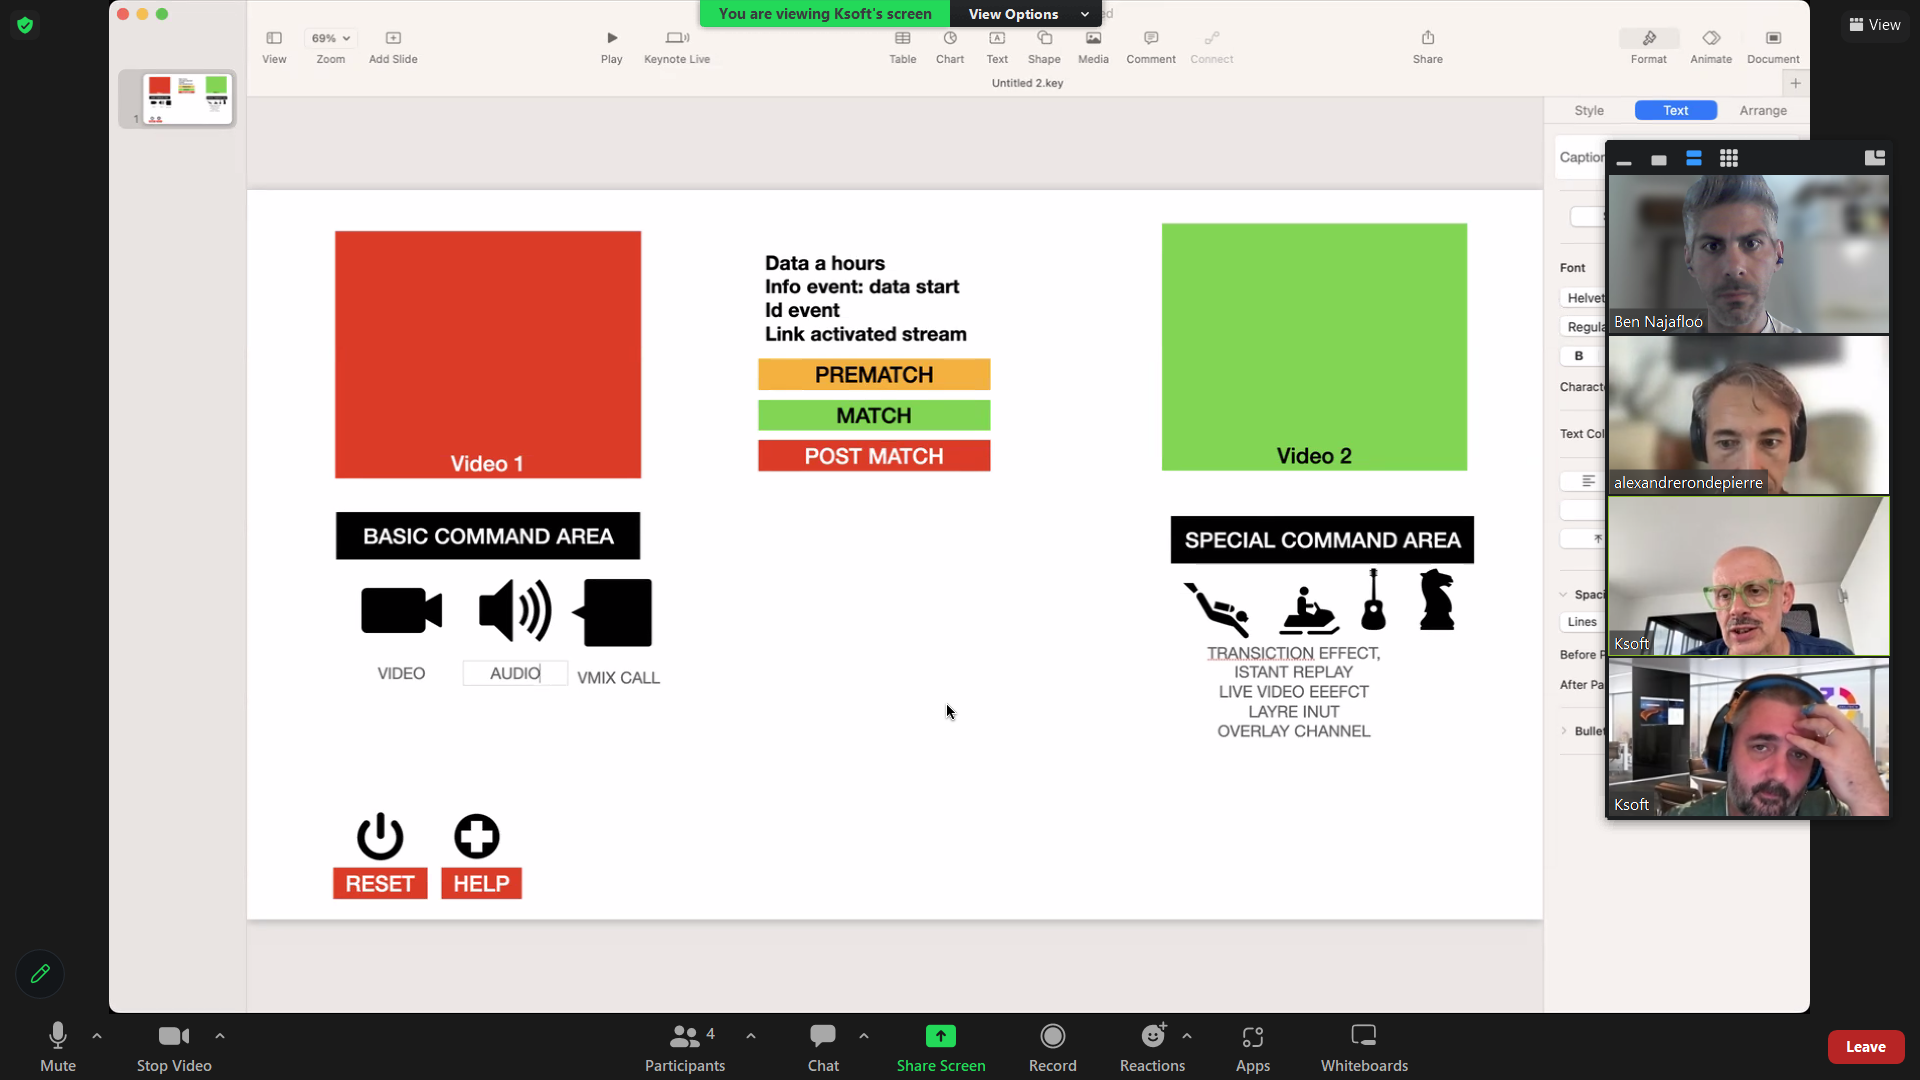 You are viewing Ksoft's screen
View Options
ed
View
View
69%
Zoom
Add Slide
Play
Keynote Live
Table
Chart
Text
Shape
Media
Comment
Connect
Share
Format
Animate
Document
Untitled 2.key
1
Style
Text
Arrange
Caption
Font
Helvet
Regula
B
Characte
Text Col
Spaci
Lines
Before P
After Pa
Bullet
Data a hours
Info event: data start
Id event
Link activated stream
PREMATCH
MATCH
POST MATCH
Video 1
Video 2
BASIC COMMAND AREA
SPECIAL COMMAND AREA
VIDEO
AUDIO
VMIX CALL
TRANSICTION EFFECT,
ISTANT REPLAY
LIVE VIDEO EEEFCT
LAYRE INUT
OVERLAY CHANNEL
RESET
HELP
Ben Najafloo
alexandrerondepierre
Ksoft
Ksoft
Mute
Stop Video
4
Participants
Chat
Share Screen
Record
Reactions
Apps
Whiteboards
Leave